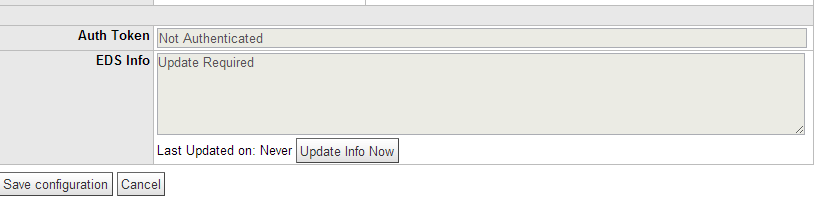 Auth Token Not Authenticated
EDS Info Update Required
Last Updated on: Never Update Info Now
Save configuration Cancel